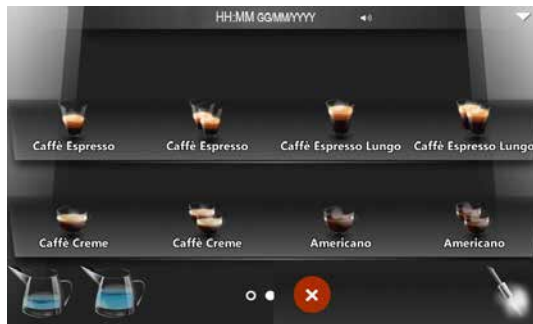 HH:MM GG/MM/YYYY
Caffè Espresso Caffè Espresso Caffè Espresso Lungo Caffè Espresso Lungo
Caffè Creme Caffè Creme Americano Americano